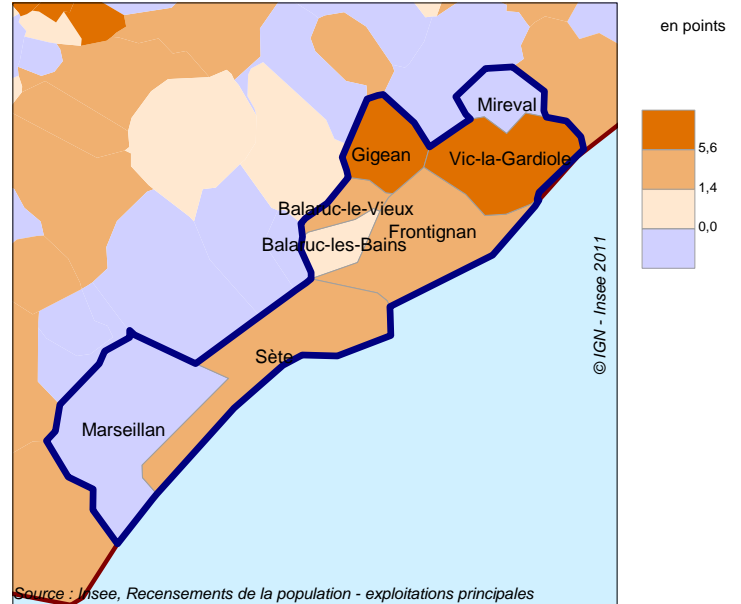 en points
5,6
1,4
0,0
Mireval
Gigean
Vic-la-Gardiole
Balaruc-le-Vieux
Frontignan
Balaruc-les-Bains
Sète
Marseillan
© IGN - Insee 2011
Source : Insee, Recensements de la population - exploitations principales